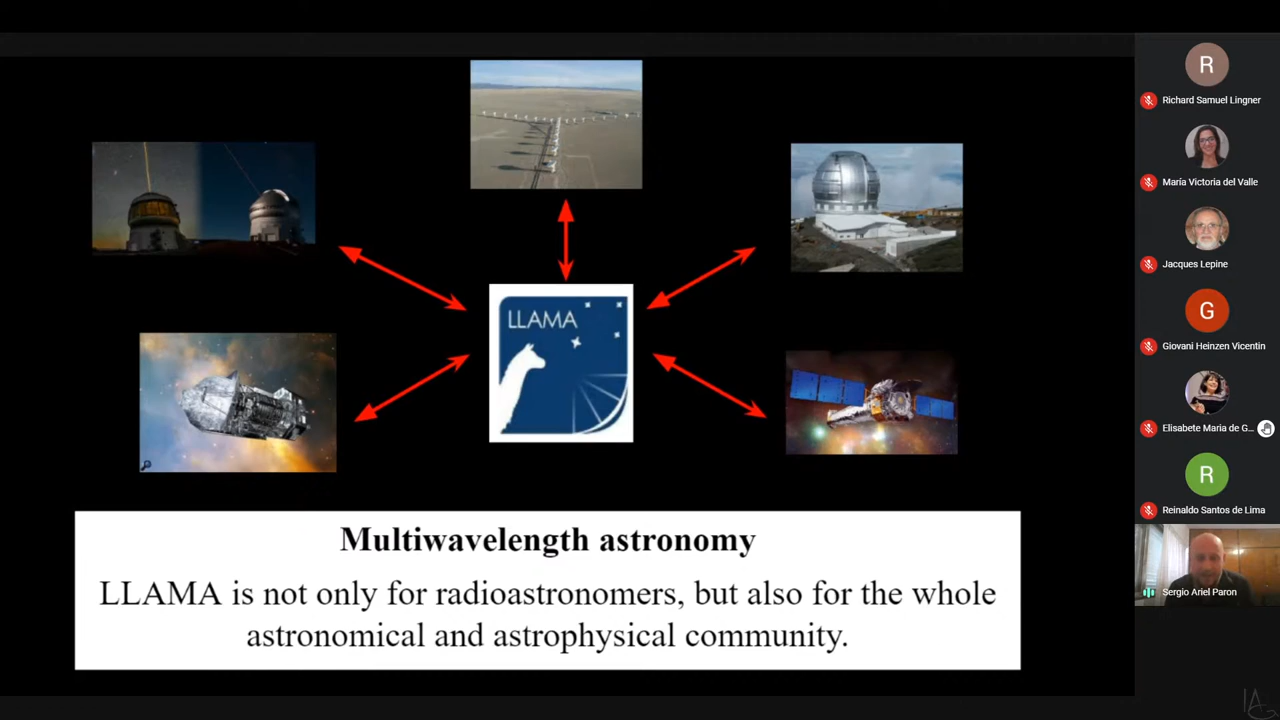 LLAMA
Multiwavelength astronomy
LLAMA is not only for radioastronomers, but also for the whole
astronomical and astrophysical community.
R
Richard Samuel Lingner
María Victoria del Valle
Jacques Lepine
G
Giovani Heinzen Vicentin
Elisabete Maria de G...
R
Reinaldo Santos de Lima
Sergio Ariel Paron
IAG